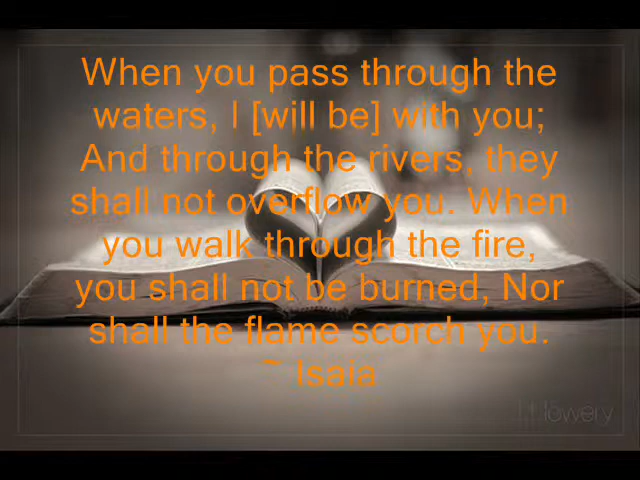 When you pass through the
waters, I [will be] with you;
And through the rivers, they
shall not overflow you. When
you walk through the fire,
you shall not be burned, Nor
shall the flame scorch you.
~ Isaia